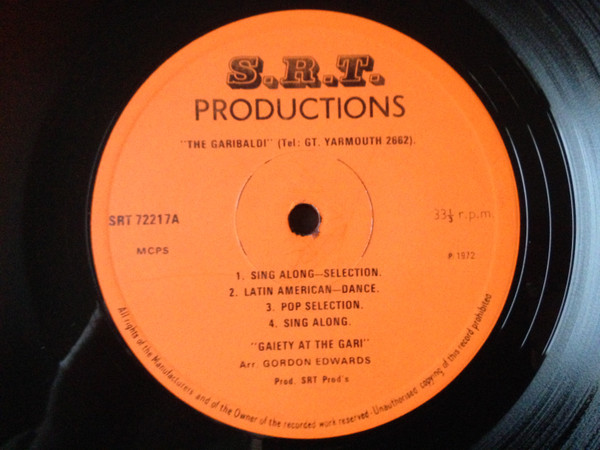 S.R.T.
PRODUCTIONS
"THE GARIBALDI" (Tel: GT. YARMOUTH 2662).
SRT 72217A
33⅓ r.p.m.
MCPS
℗ 1972
1. SING ALONG—SELECTION.
2. LATIN AMERICAN—DANCE.
3. POP SELECTION.
4. SING ALONG.
"GAIETY AT THE GARI"
Arr. GORDON EDWARDS
Prod. SRT Prod's
All rights of the Manufacturers and of the Owner of the recorded work reserved · Unauthorised copying of this record prohibited